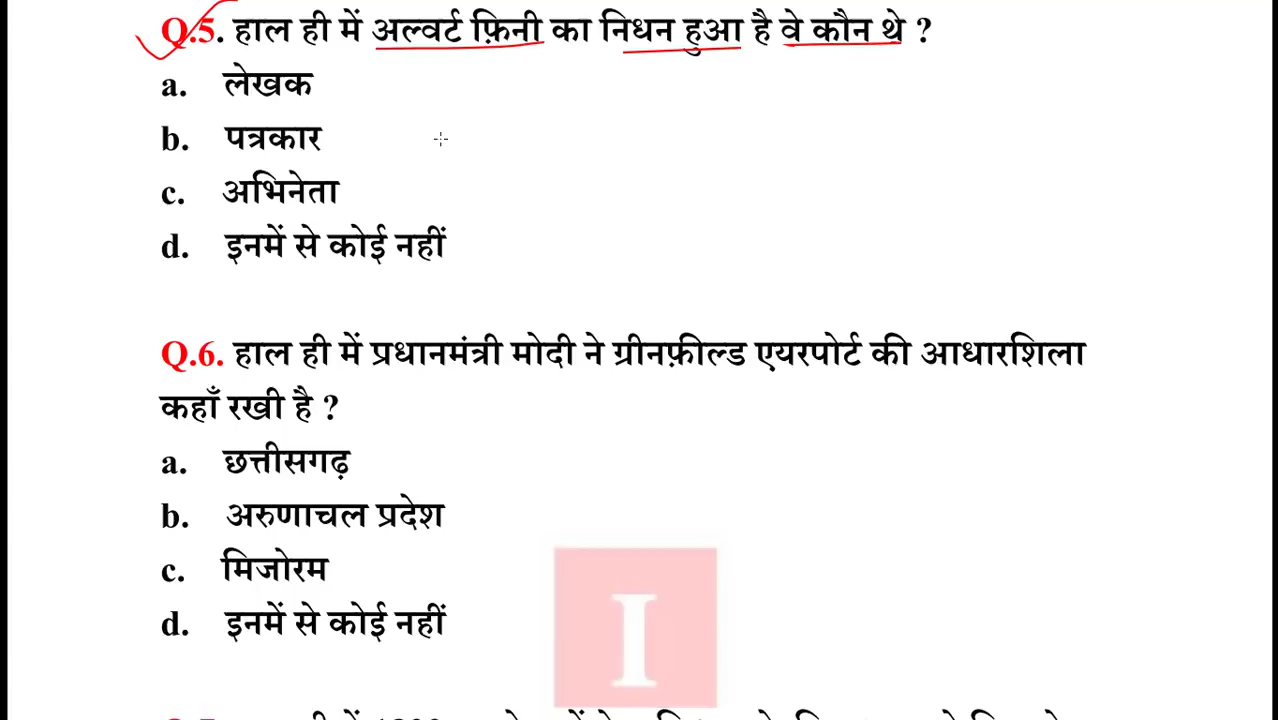 Q.5. हाल ही में अल्वर्ट फ़िनी का निधन हुआ है वे कौन थे ?
a. लेखक
b. पत्रकार
c. अभिनेता
d. इनमें से कोई नहीं
Q.6. हाल ही में प्रधानमंत्री मोदी ने ग्रीनफ़ील्ड एयरपोर्ट की आधारशिला
कहाँ रखी है ?
a. छत्तीसगढ़
b. अरुणाचल प्रदेश
c. मिजोरम
d. इनमें से कोई नहीं
I